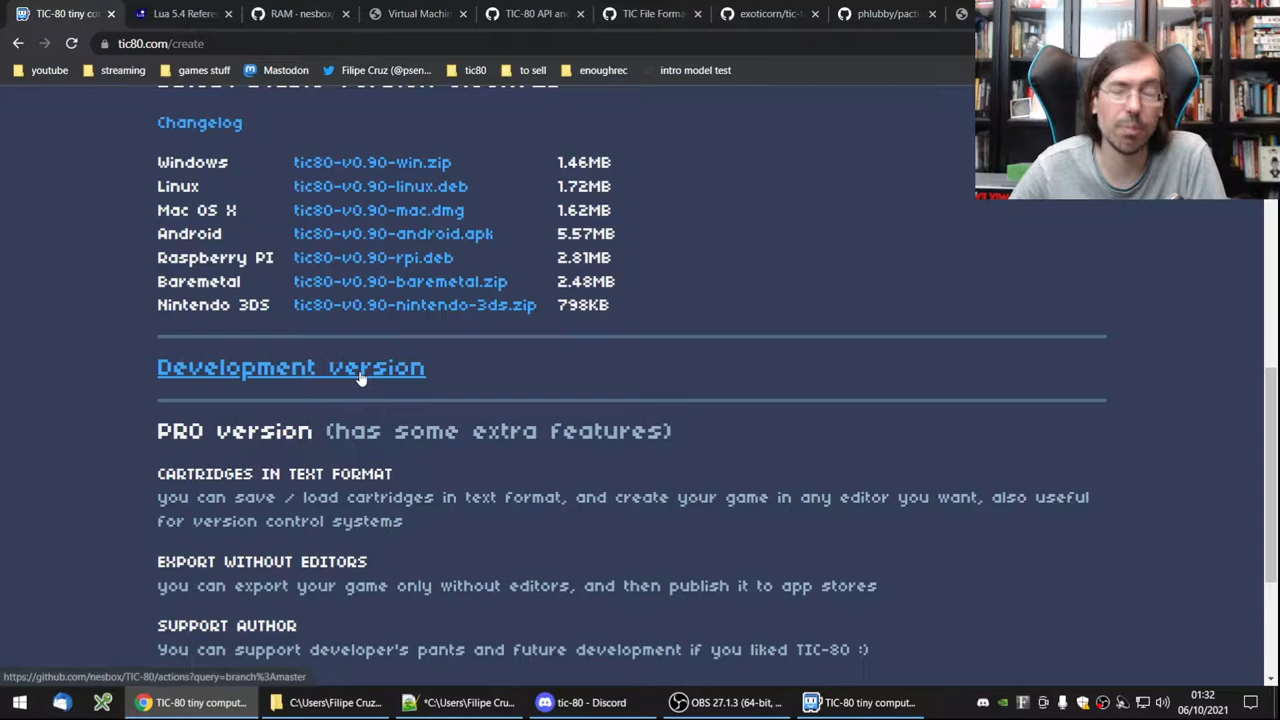 TIC-80 tiny co
Lua 5.4 Refere
RAM - nesbox/
Virtual Machin
TIC-80 API an
TIC File Forma
exoticorn/tic-
phlubby/pacti
tic80.com/create
youtube
streaming
games stuff
Mastodon
Filipe Cruz (@psen...
tic80
to sell
enoughrec
intro model test
Changelog
Windows tic80-v0.90-win.zip 1.46MB
Linux tic80-v0.90-linux.deb 1.72MB
Mac OS X tic80-v0.90-mac.dmg 1.62MB
Android tic80-v0.90-android.apk 5.57MB
Raspberry PI tic80-v0.90-rpi.deb 2.81MB
Baremetal tic80-v0.90-baremetal.zip 2.48MB
Nintendo 3DS tic80-v0.90-nintendo-3ds.zip 798KB
Development version
PRO version (has some extra features)
CARTRIDGES IN TEXT FORMAT
you can save / load cartridges in text format, and create your game in any editor you want, also useful
for version control systems
EXPORT WITHOUT EDITORS
you can export your game only without editors, and then publish it to app stores
SUPPORT AUTHOR
You can support developer's pants and future development if you liked TIC-80 :)
https://github.com/nesbox/TIC-80/actions?query=branch%3Amaster
TIC-80 tiny comput...
C:\Users\Filipe Cruz...
*C:\Users\Filipe Cru...
tic-80 - Discord
OBS 27.1.3 (64-bit, ...
TIC-80 tiny compute...
01:32
06/10/2021